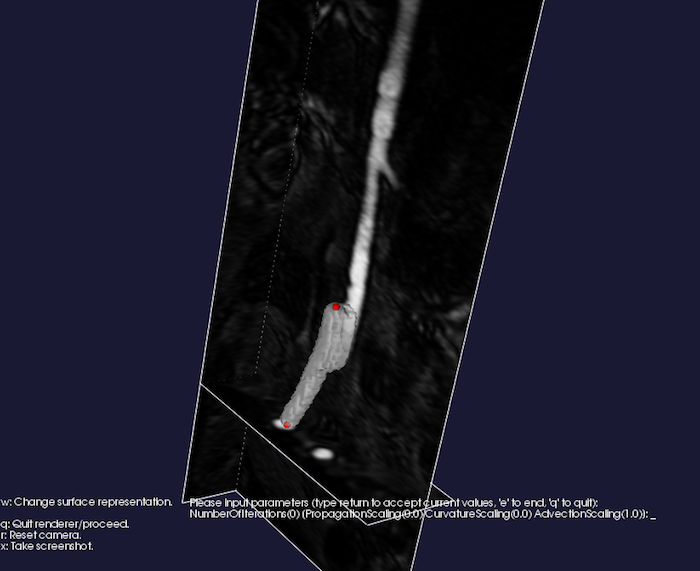 w: Change surface representation.
q: Quit renderer/proceed.
r: Reset camera.
x: Take screenshot.
Please input parameters (type return to accept current values, 'e' to end, 'q' to quit):
NumberOfIterations(0) (PropagationScaling(0.0) CurvatureScaling(0.0) AdvectionScaling(1.0)): _